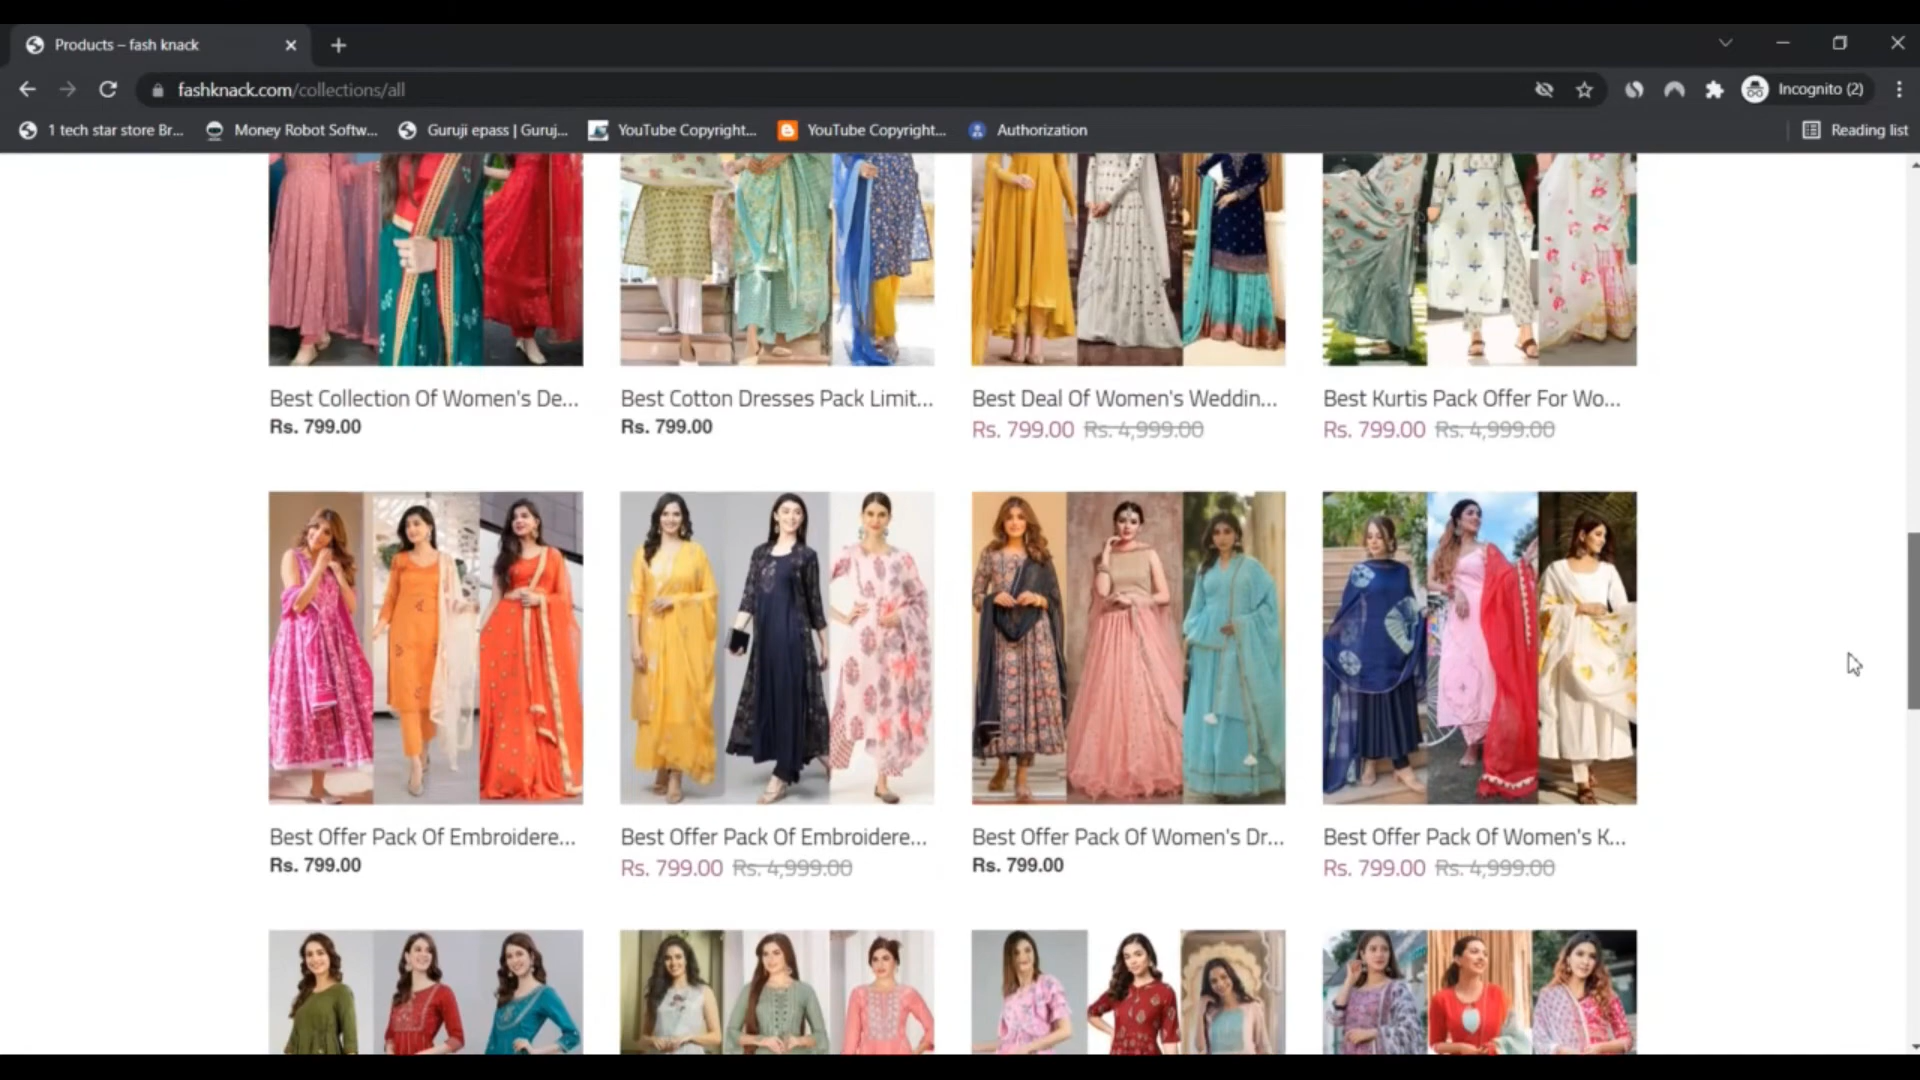 Products – fash knack
fashknack.com/collections/all
Incognito (2)
1 tech star store Br...
Money Robot Softw...
Guruji epass | Guruj...
YouTube Copyright...
YouTube Copyright...
Authorization
Reading list
Best Collection Of Women's De...
Rs. 799.00
Best Cotton Dresses Pack Limit...
Rs. 799.00
Best Deal Of Women's Weddin...
Rs. 799.00 Rs. 4,999.00
Best Kurtis Pack Offer For Wo...
Rs. 799.00 Rs. 4,999.00
Best Offer Pack Of Embroidere...
Rs. 799.00
Best Offer Pack Of Embroidere...
Rs. 799.00 Rs. 4,999.00
Best Offer Pack Of Women's Dr...
Rs. 799.00
Best Offer Pack Of Women's K...
Rs. 799.00 Rs. 4,999.00